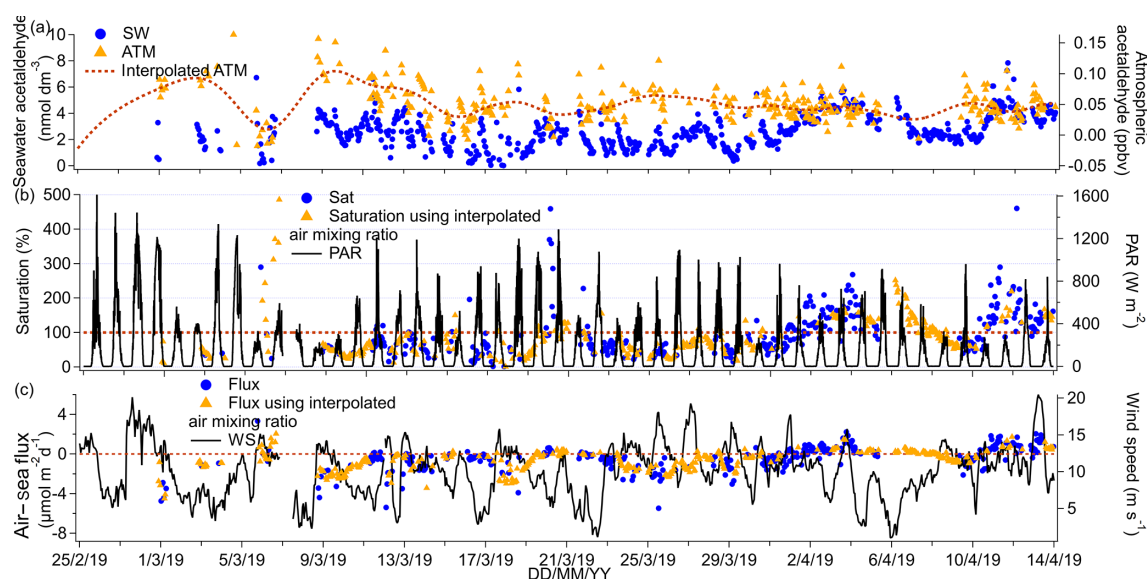 (a)
SW
ATM
Interpolated ATM
Seawater acetaldehyde
(nmol dm⁻³)
10
8
6
4
2
0
Atmospheric
acetaldehyde (ppbv)
0.15
0.10
0.05
0.00
-0.05
(b)
Sat
Saturation using interpolated
air mixing ratio
PAR
Saturation (%)
500
400
300
200
100
0
PAR (W m⁻²)
1600
1200
800
400
0
(c)
Flux
Flux using interpolated
air mixing ratio
WS
Air–sea flux
(μmol m⁻² d⁻¹)
4
0
-4
-8
Wind speed (m s⁻¹)
20
15
10
5
25/2/19 1/3/19 5/3/19 9/3/19 13/3/19 17/3/19 21/3/19 25/3/19 29/3/19 2/4/19 6/4/19 10/4/19 14/4/19
DD/MM/YY